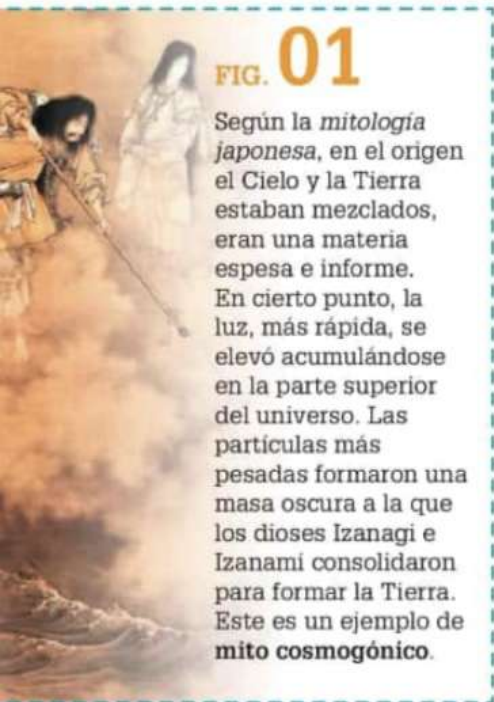 FIG. 01
Según la mitología
japonesa, en el origen
el Cielo y la Tierra
estaban mezclados,
eran una materia
espesa e informe.
En cierto punto, la
luz, más rápida, se
elevó acumulándose
en la parte superior
del universo. Las
partículas más
pesadas formaron una
masa oscura a la que
los dioses Izanagi e
Izanami consolidaron
para formar la Tierra.
Este es un ejemplo de
mito cosmogónico.